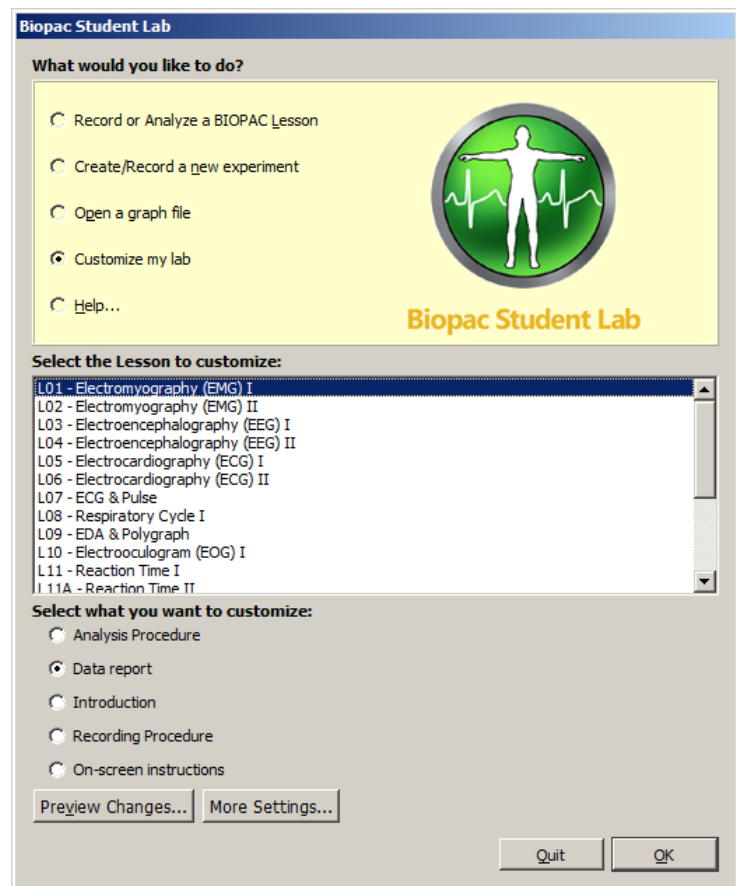 Biopac Student Lab
What would you like to do?
Record or Analyze a BIOPAC Lesson
Create/Record a new experiment
Open a graph file
Customize my lab
Help...
Biopac Student Lab
Select the Lesson to customize:
L01 - Electromyography (EMG) I
L02 - Electromyography (EMG) II
L03 - Electroencephalography (EEG) I
L04 - Electroencephalography (EEG) II
L05 - Electrocardiography (ECG) I
L06 - Electrocardiography (ECG) II
L07 - ECG & Pulse
L08 - Respiratory Cycle I
L09 - EDA & Polygraph
L10 - Electrooculogram (EOG) I
L11 - Reaction Time I
L11A - Reaction Time II
Select what you want to customize:
Analysis Procedure
Data report
Introduction
Recording Procedure
On-screen instructions
Preview Changes... More Settings...
Quit OK